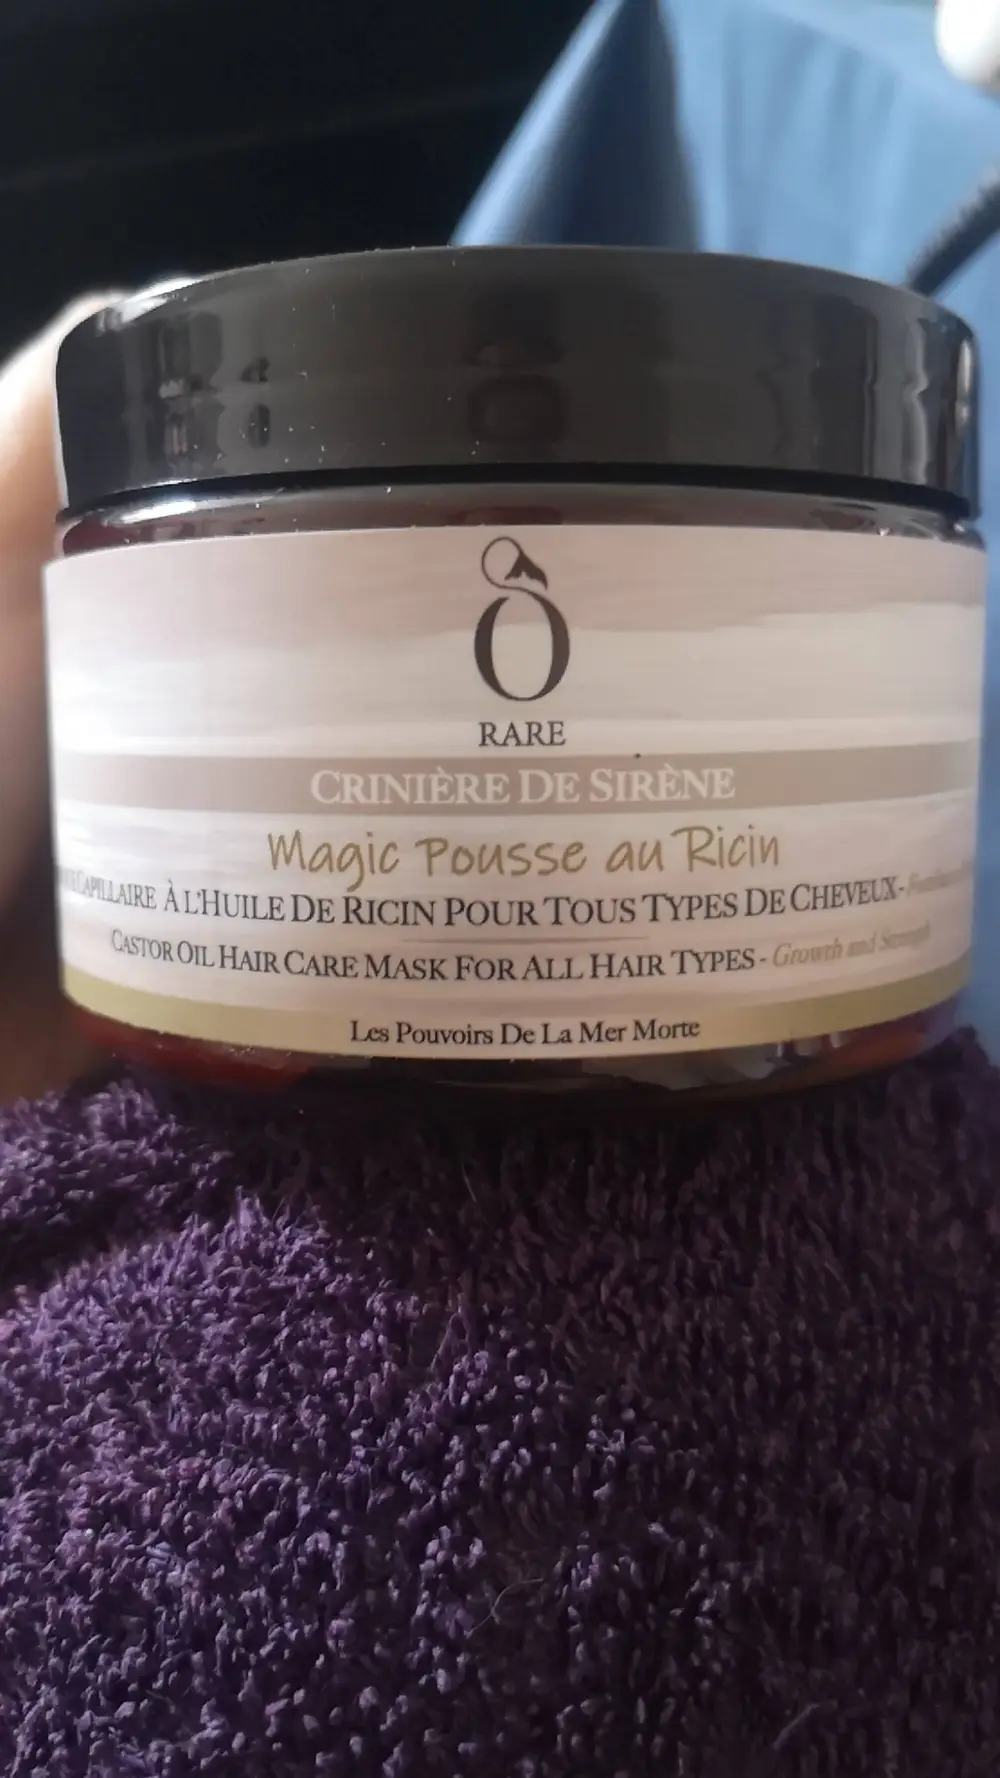 Ô
RARE
CRINIÈRE DE SIRÈNE
Magic Pousse au Ricin
CAPILLAIRE À L'HUILE DE RICIN POUR TOUS TYPES DE CHEVEUX-
CASTOR OIL HAIR CARE MASK FOR ALL HAIR TYPES - Growth and Strength
Les Pouvoirs De La Mer Morte